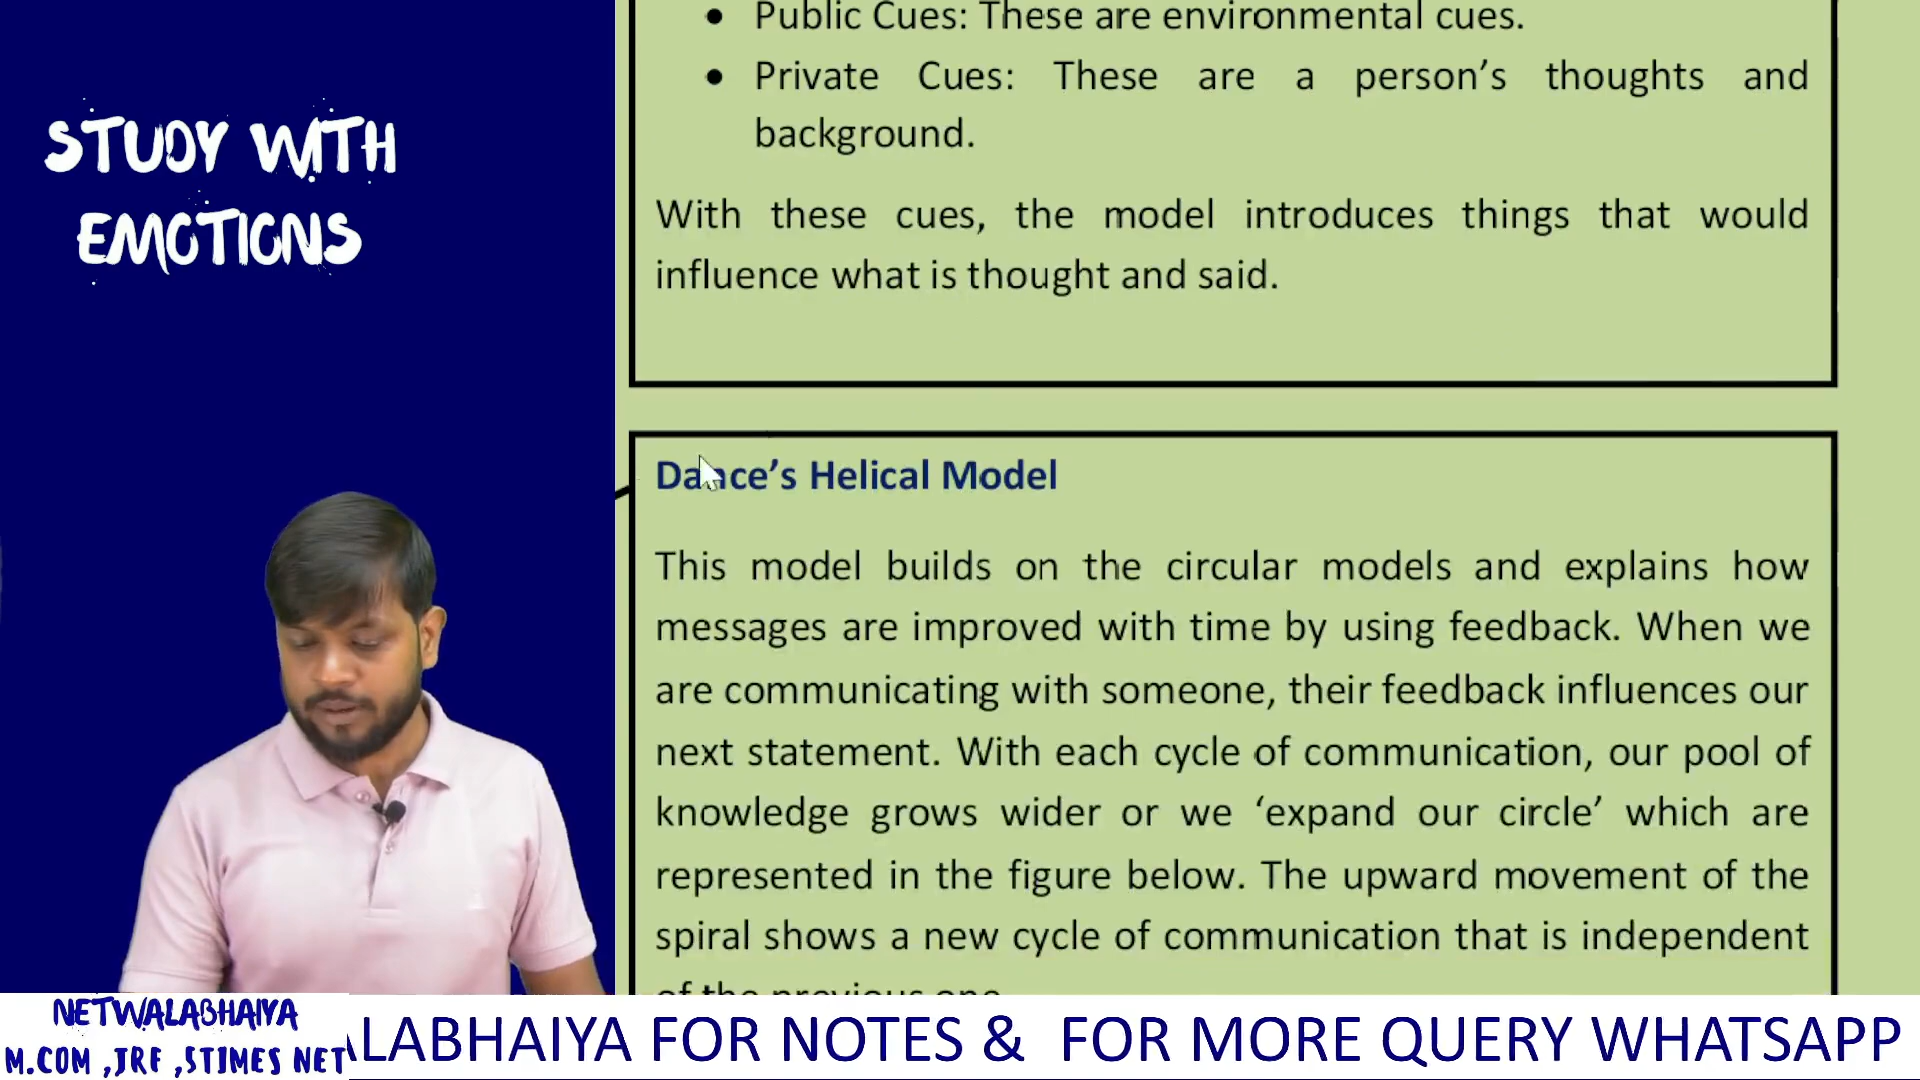 STUDY WITH
EMOTIONS
• Public Cues: These are environmental cues.
• Private Cues: These are a person’s thoughts and
background.
With these cues, the model introduces things that would
influence what is thought and said.
Dance’s Helical Model
This model builds on the circular models and explains how
messages are improved with time by using feedback. When we
are communicating with someone, their feedback influences our
next statement. With each cycle of communication, our pool of
knowledge grows wider or we ‘expand our circle’ which are
represented in the figure below. The upward movement of the
spiral shows a new cycle of communication that is independent
of the previous one
NETWALABHAIYA
M.COM ,JRF ,5TIMES NET
ALABHAIYA FOR NOTES & FOR MORE QUERY WHATSAPP